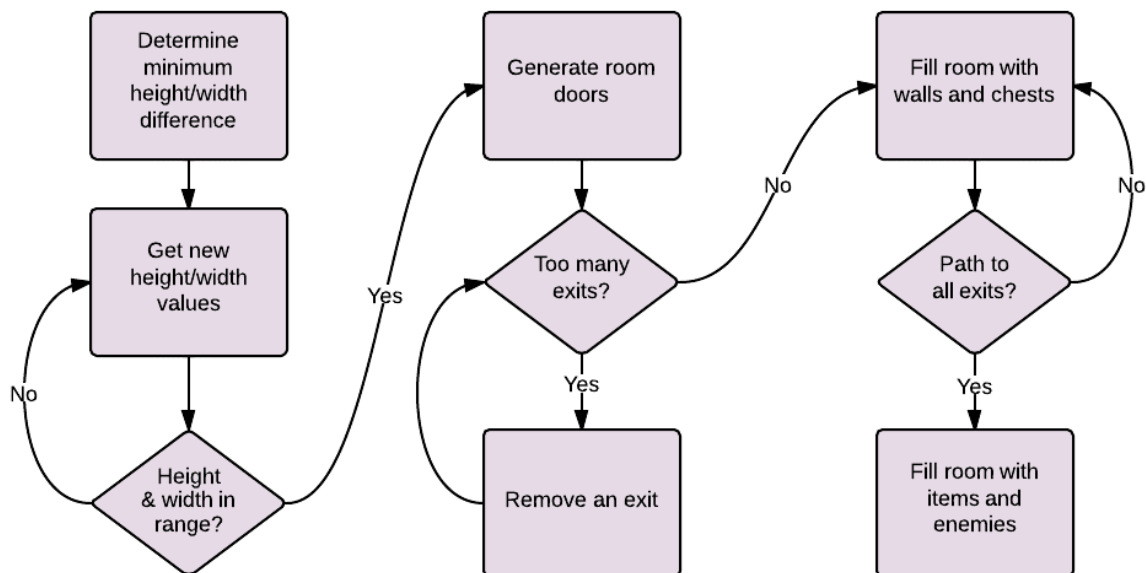 Determine
minimum
height/width
difference
Get new
height/width
values
No
Height
& width in
range?
Yes
Generate room
doors
Too many
exits?
Yes
Remove an exit
No
Fill room with
walls and chests
Path to
all exits?
No
Yes
Fill room with
items and
enemies